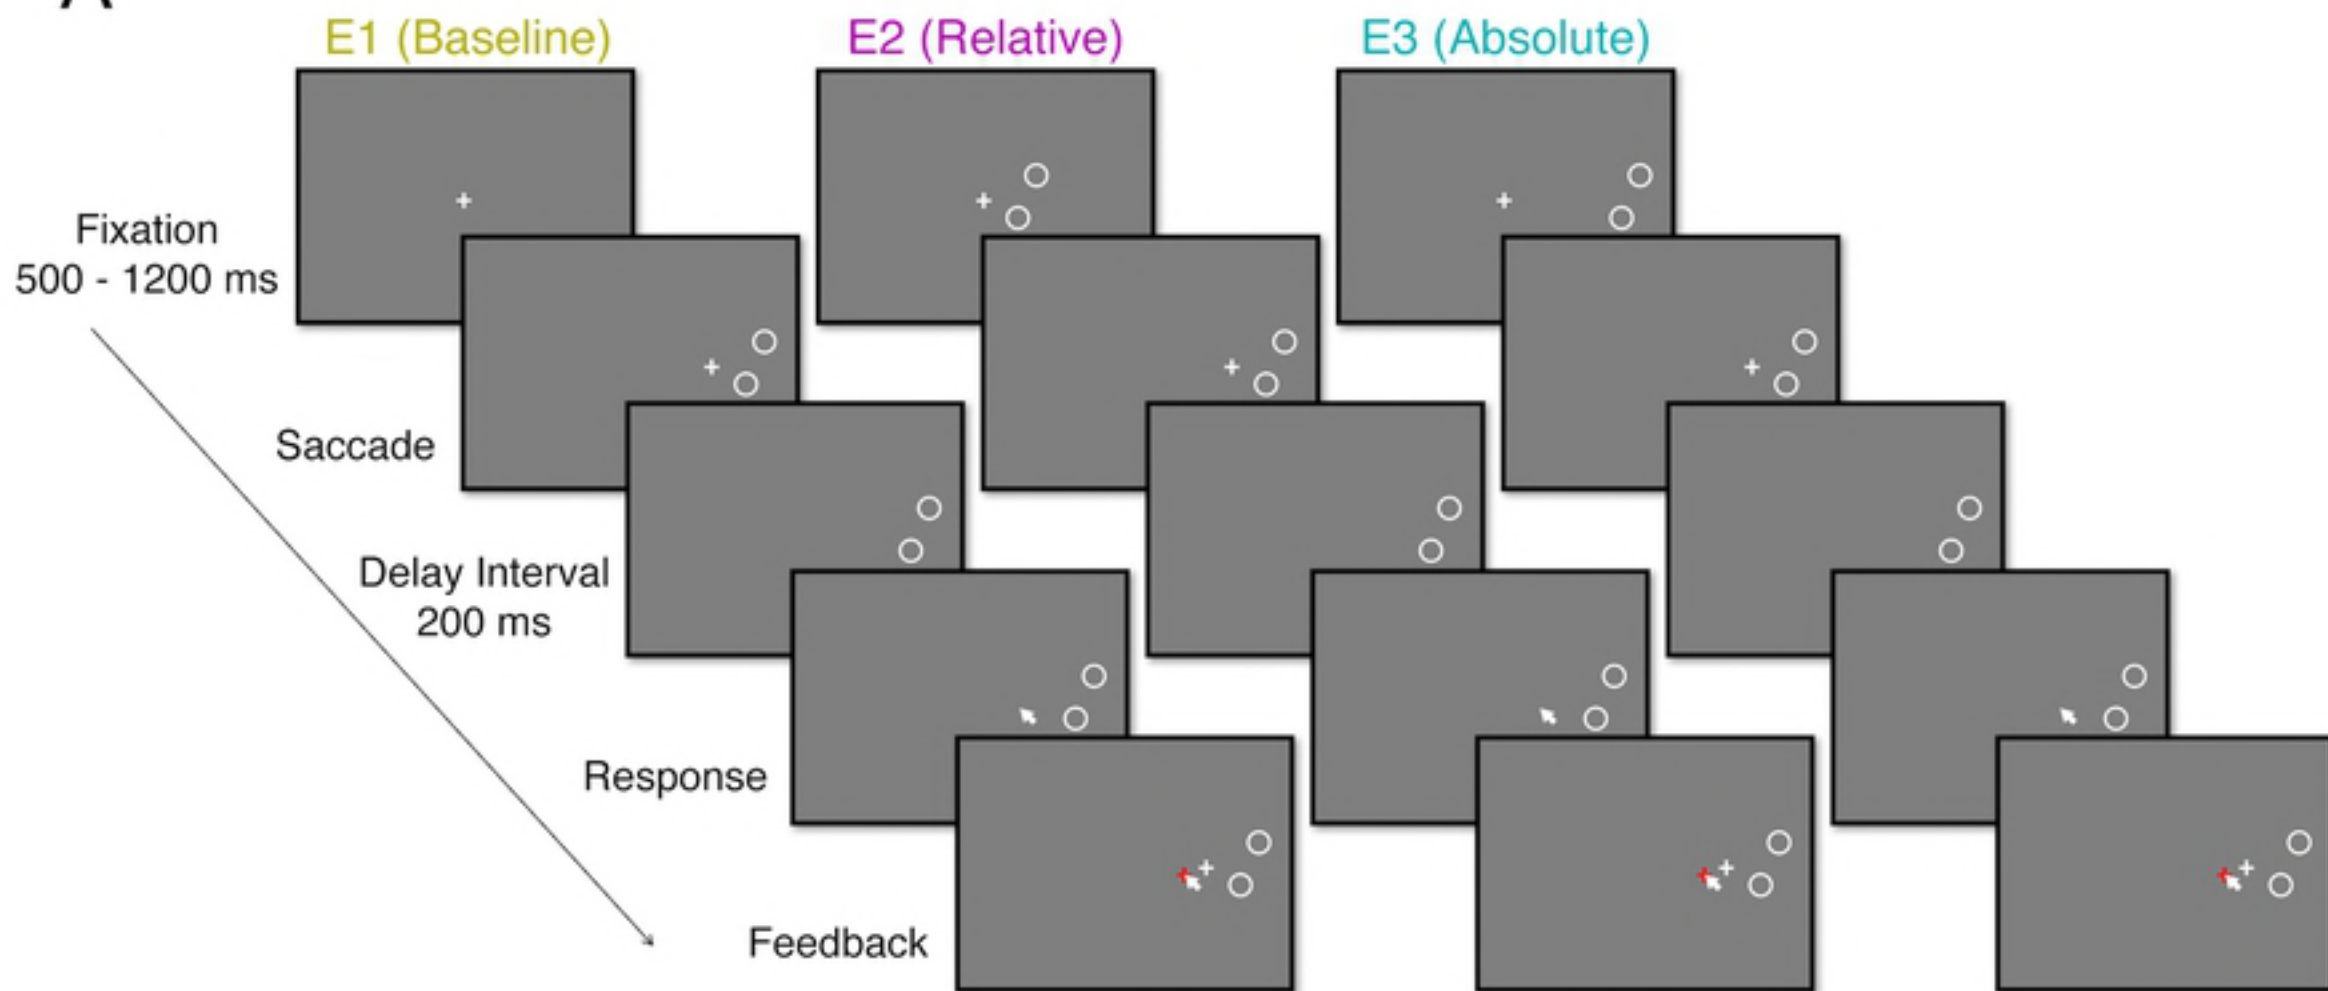 E1 (Baseline)
E2 (Relative)
E3 (Absolute)
Fixation
500 - 1200 ms
Saccade
Delay Interval
200 ms
Response
Feedback